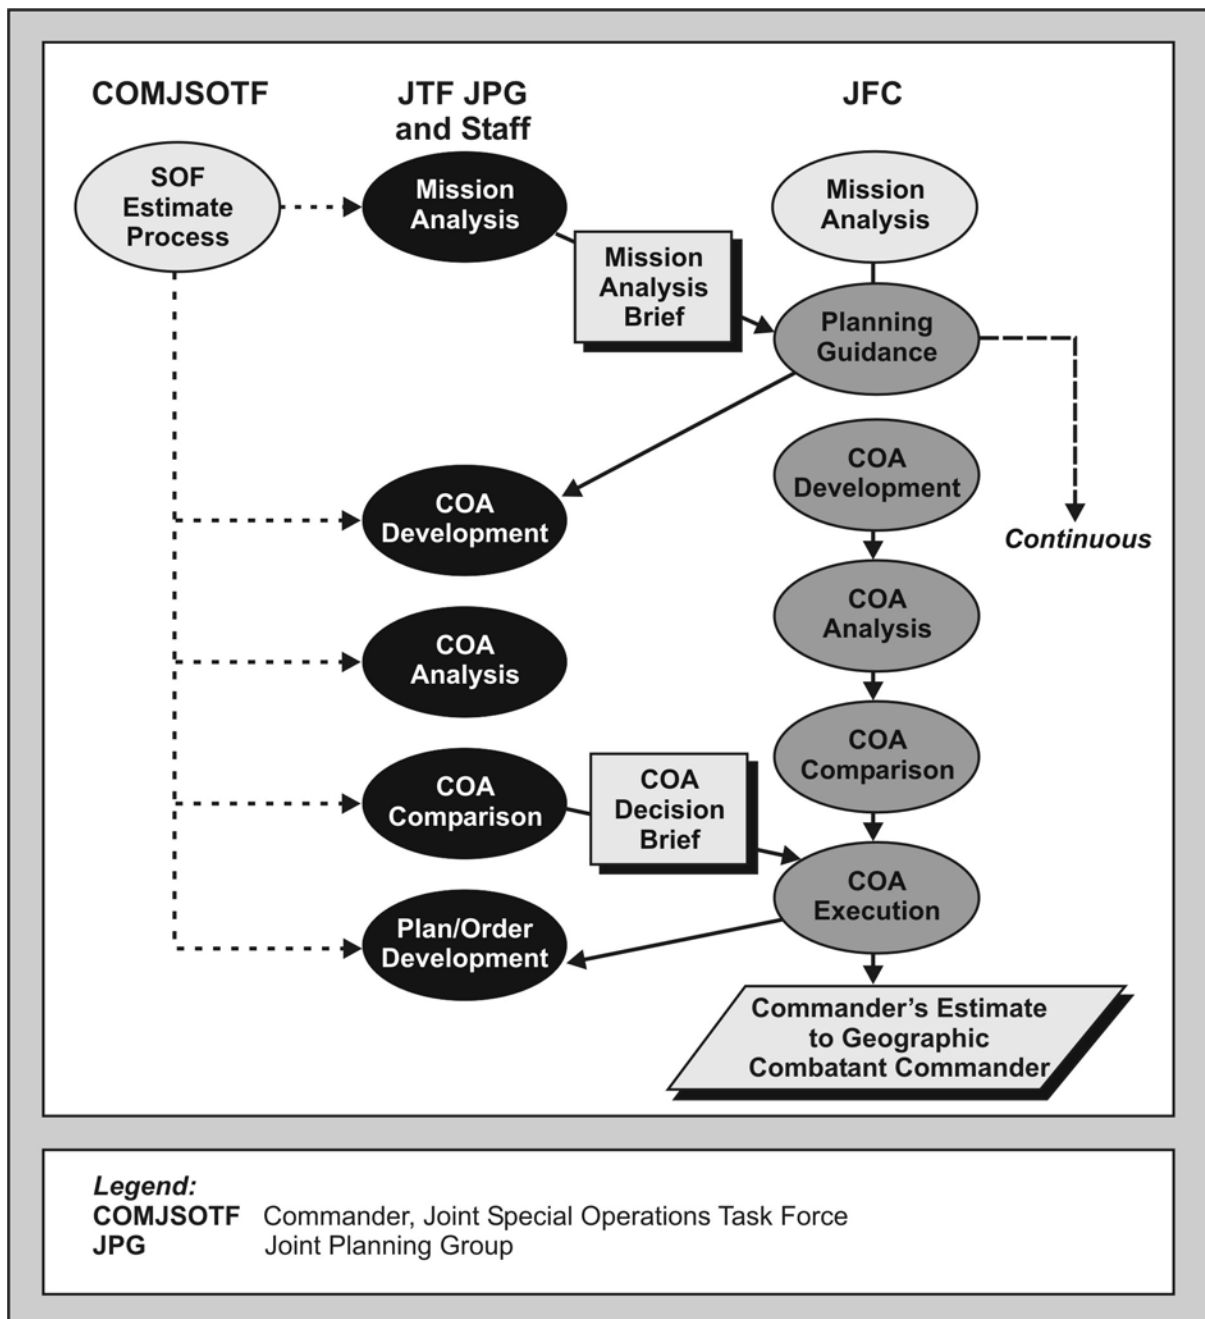 COMJSOTF
JTF JPG
and Staff
JFC
SOF
Estimate
Process
Mission
Analysis
Mission
Analysis
Brief
Mission
Analysis
Planning
Guidance
Continuous
COA
Development
COA
Development
COA
Analysis
COA
Analysis
COA
Comparison
COA
Decision
Brief
COA
Comparison
COA
Execution
Plan/Order
Development
Commander’s Estimate
to Geographic
Combatant Commander
Legend:
COMJSOTF Commander, Joint Special Operations Task Force
JPG Joint Planning Group